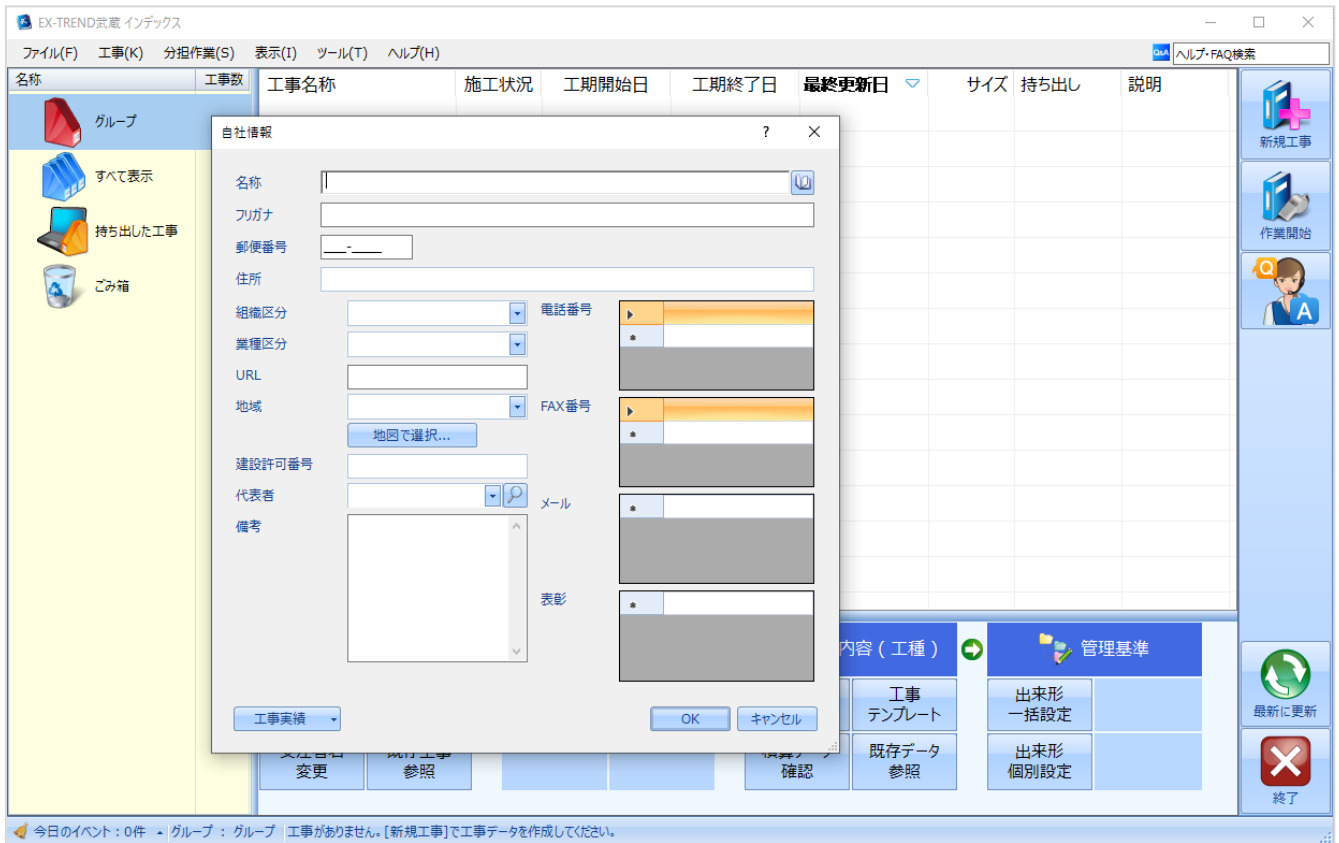 EX-TREND武蔵 インデックス
ファイル(F) 工事(K) 分担作業(S) 表示(I) ツール(T) ヘルプ(H)
Q&A ヘルプ・FAQ検索
名称 工事数 工事名称 施工状況 工期開始日 工期終了日 最終更新日 サイズ 持ち出し 説明
グループ
すべて表示
持ち出した工事
ごみ箱
自社情報
名称
フリガナ
郵便番号 ___-____
住所
組織区分
業種区分
URL
地域
地図で選択...
建設許可番号
代表者
備考
電話番号
FAX番号
メール
表彰
工事実績
OK キャンセル
新規工事
作業開始
Q
A
内容 ( 工種 ) 管理基準
工事
テンプレート
出来形
一括設定
変更
参照
確認
既存データ
参照
出来形
個別設定
最新に更新
終了
今日のイベント : 0件 グループ : グループ 工事がありません。[新規工事]で工事データを作成してください。